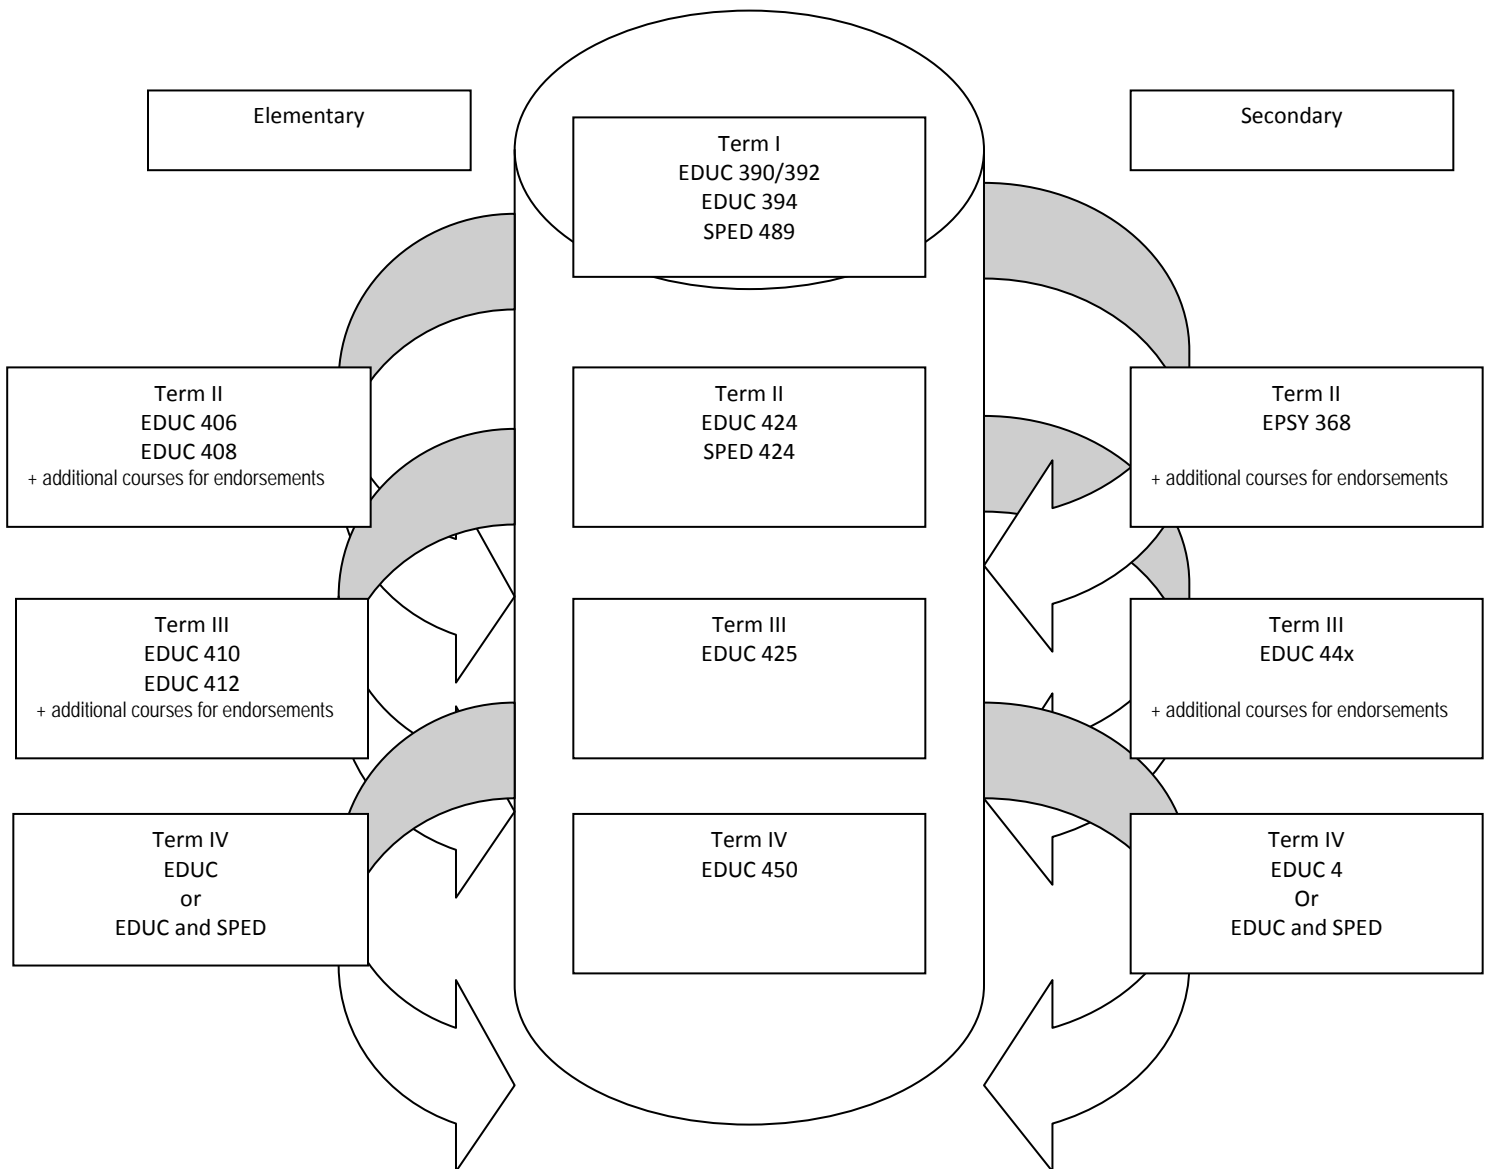 Elementary
Secondary
Term I
EDUC 390/392
EDUC 394
SPED 489
Term II
EDUC 406
EDUC 408
+ additional courses for endorsements
Term II
EDUC 424
SPED 424
Term II
EPSY 368
+ additional courses for endorsements
Term III
EDUC 410
EDUC 412
+ additional courses for endorsements
Term III
EDUC 425
Term III
EDUC 44x
+ additional courses for endorsements
Term IV
EDUC
or
EDUC and SPED
Term IV
EDUC 450
Term IV
EDUC 4
Or
EDUC and SPED